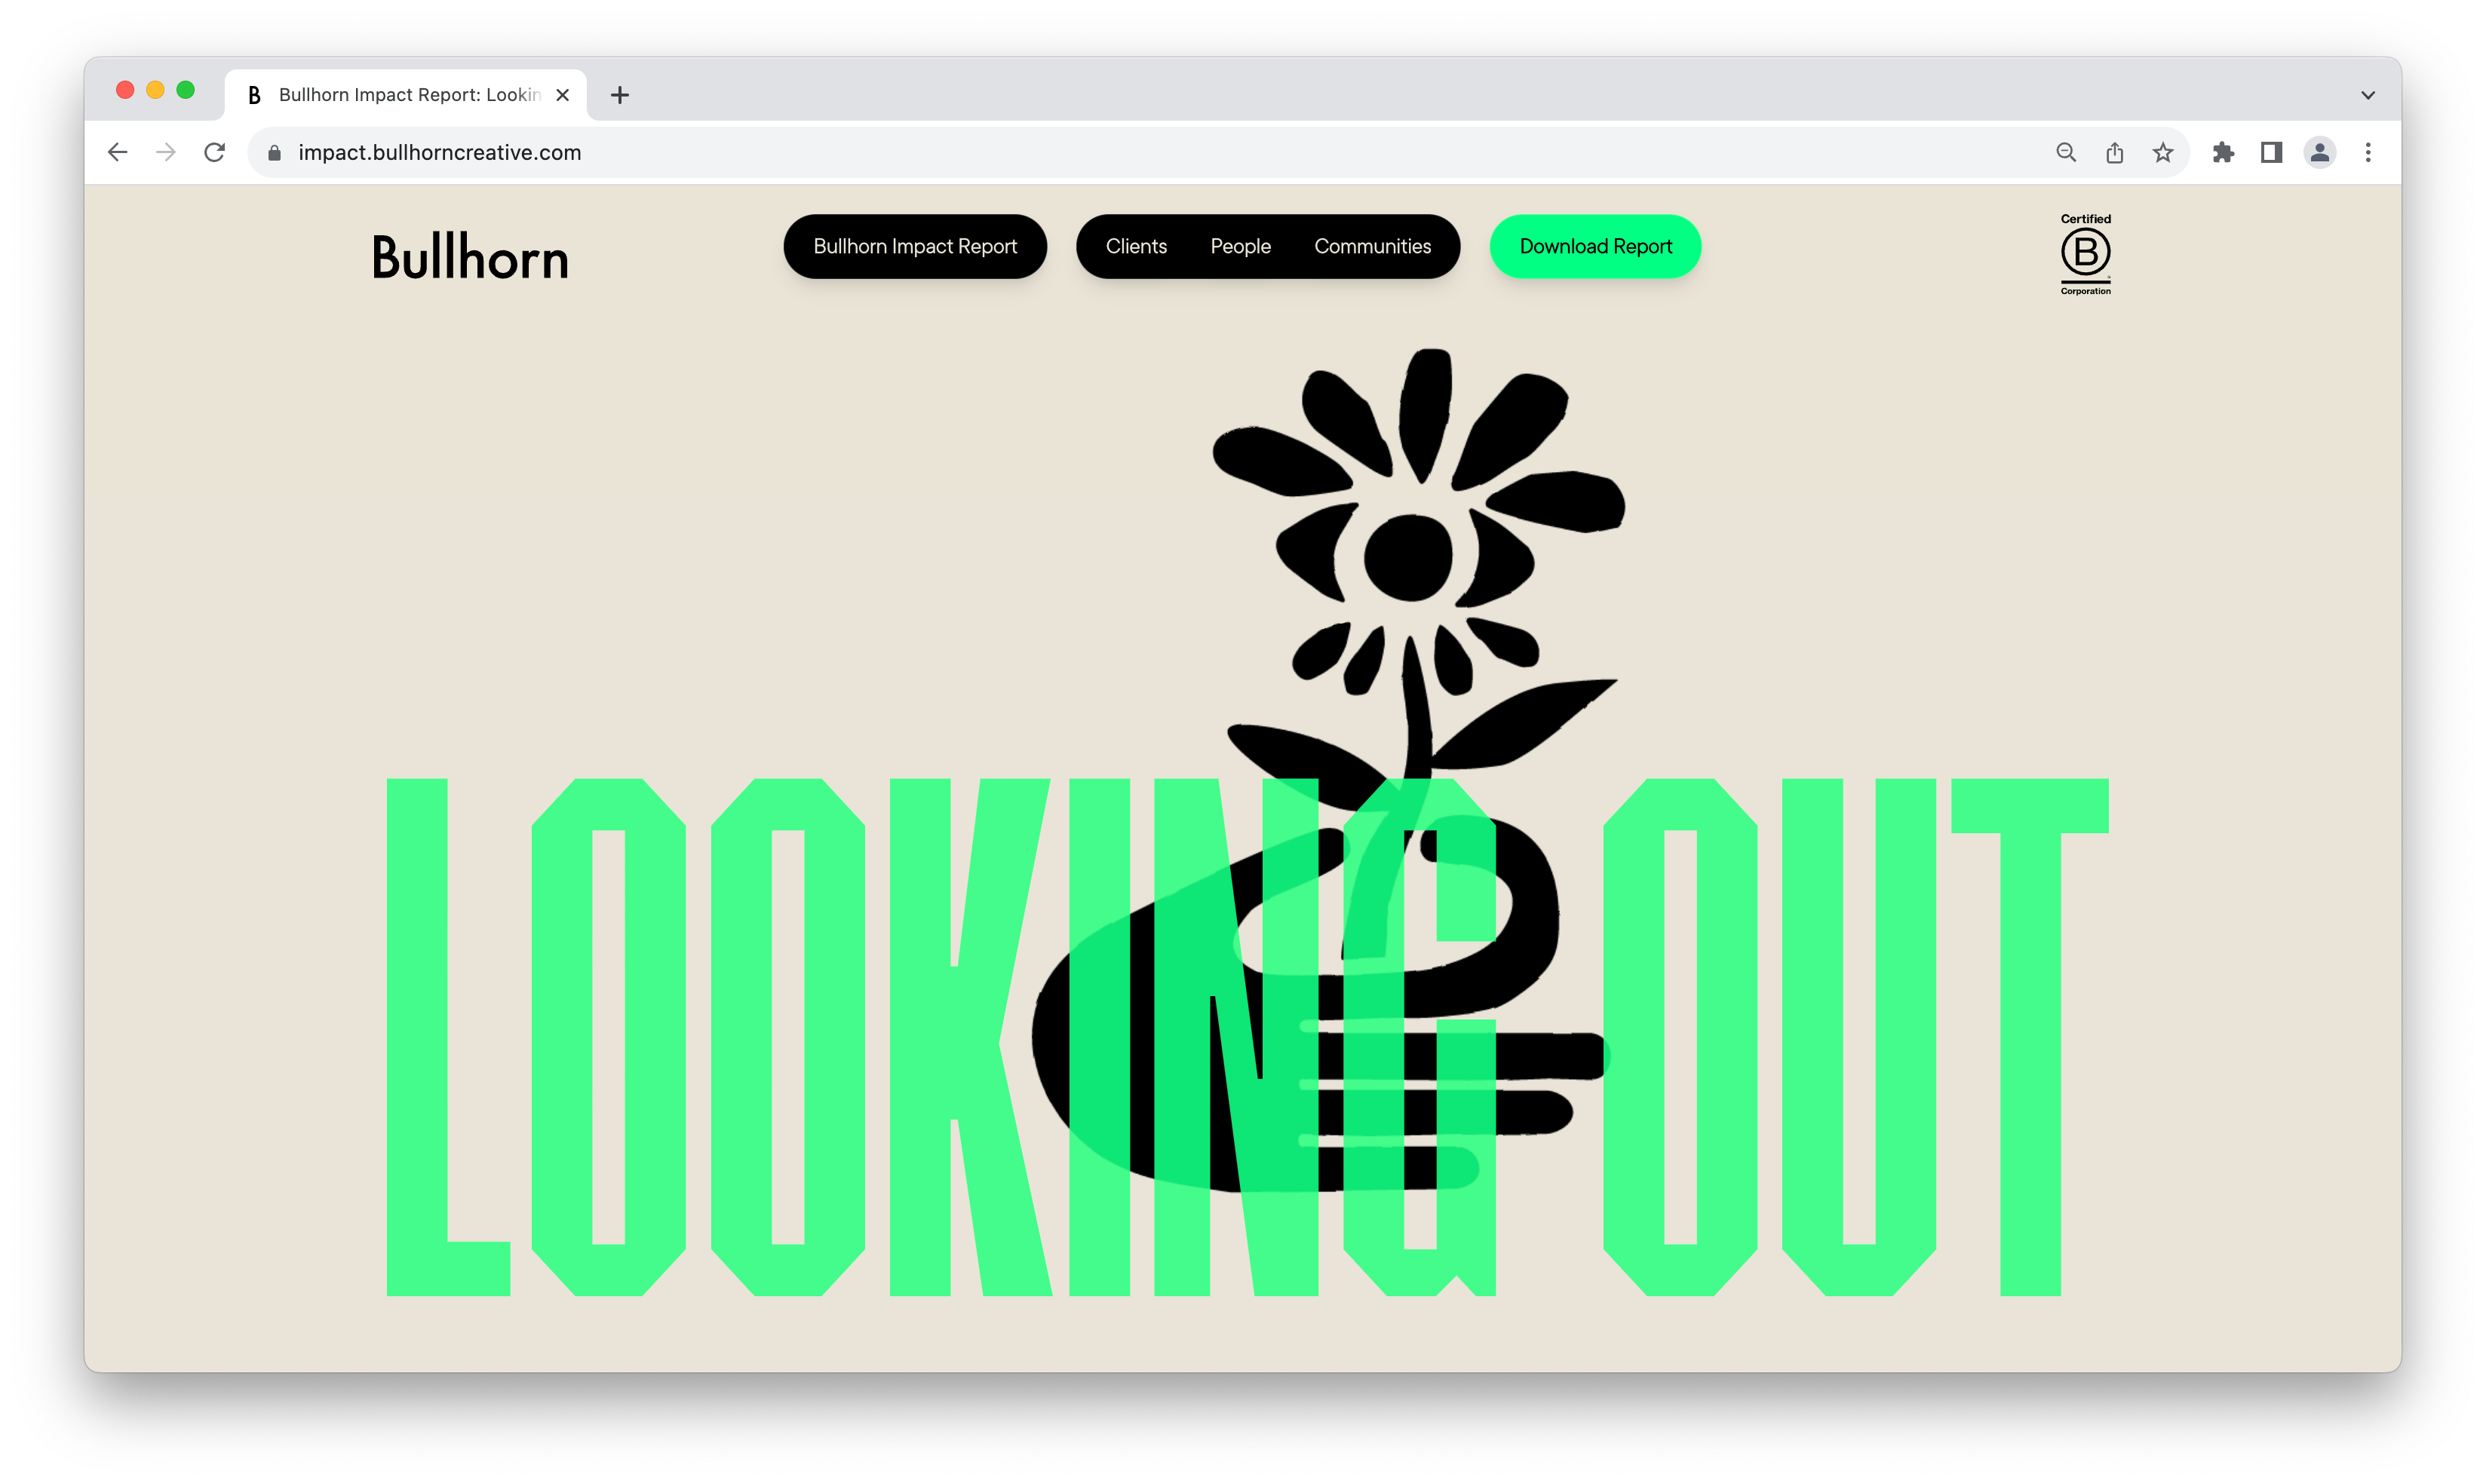 B Bullhorn Impact Report: Lookin
impact.bullhorncreative.com
Bullhorn
Bullhorn Impact Report
Clients People Communities
Download Report
Certified
B
Corporation
LOOKING OUT